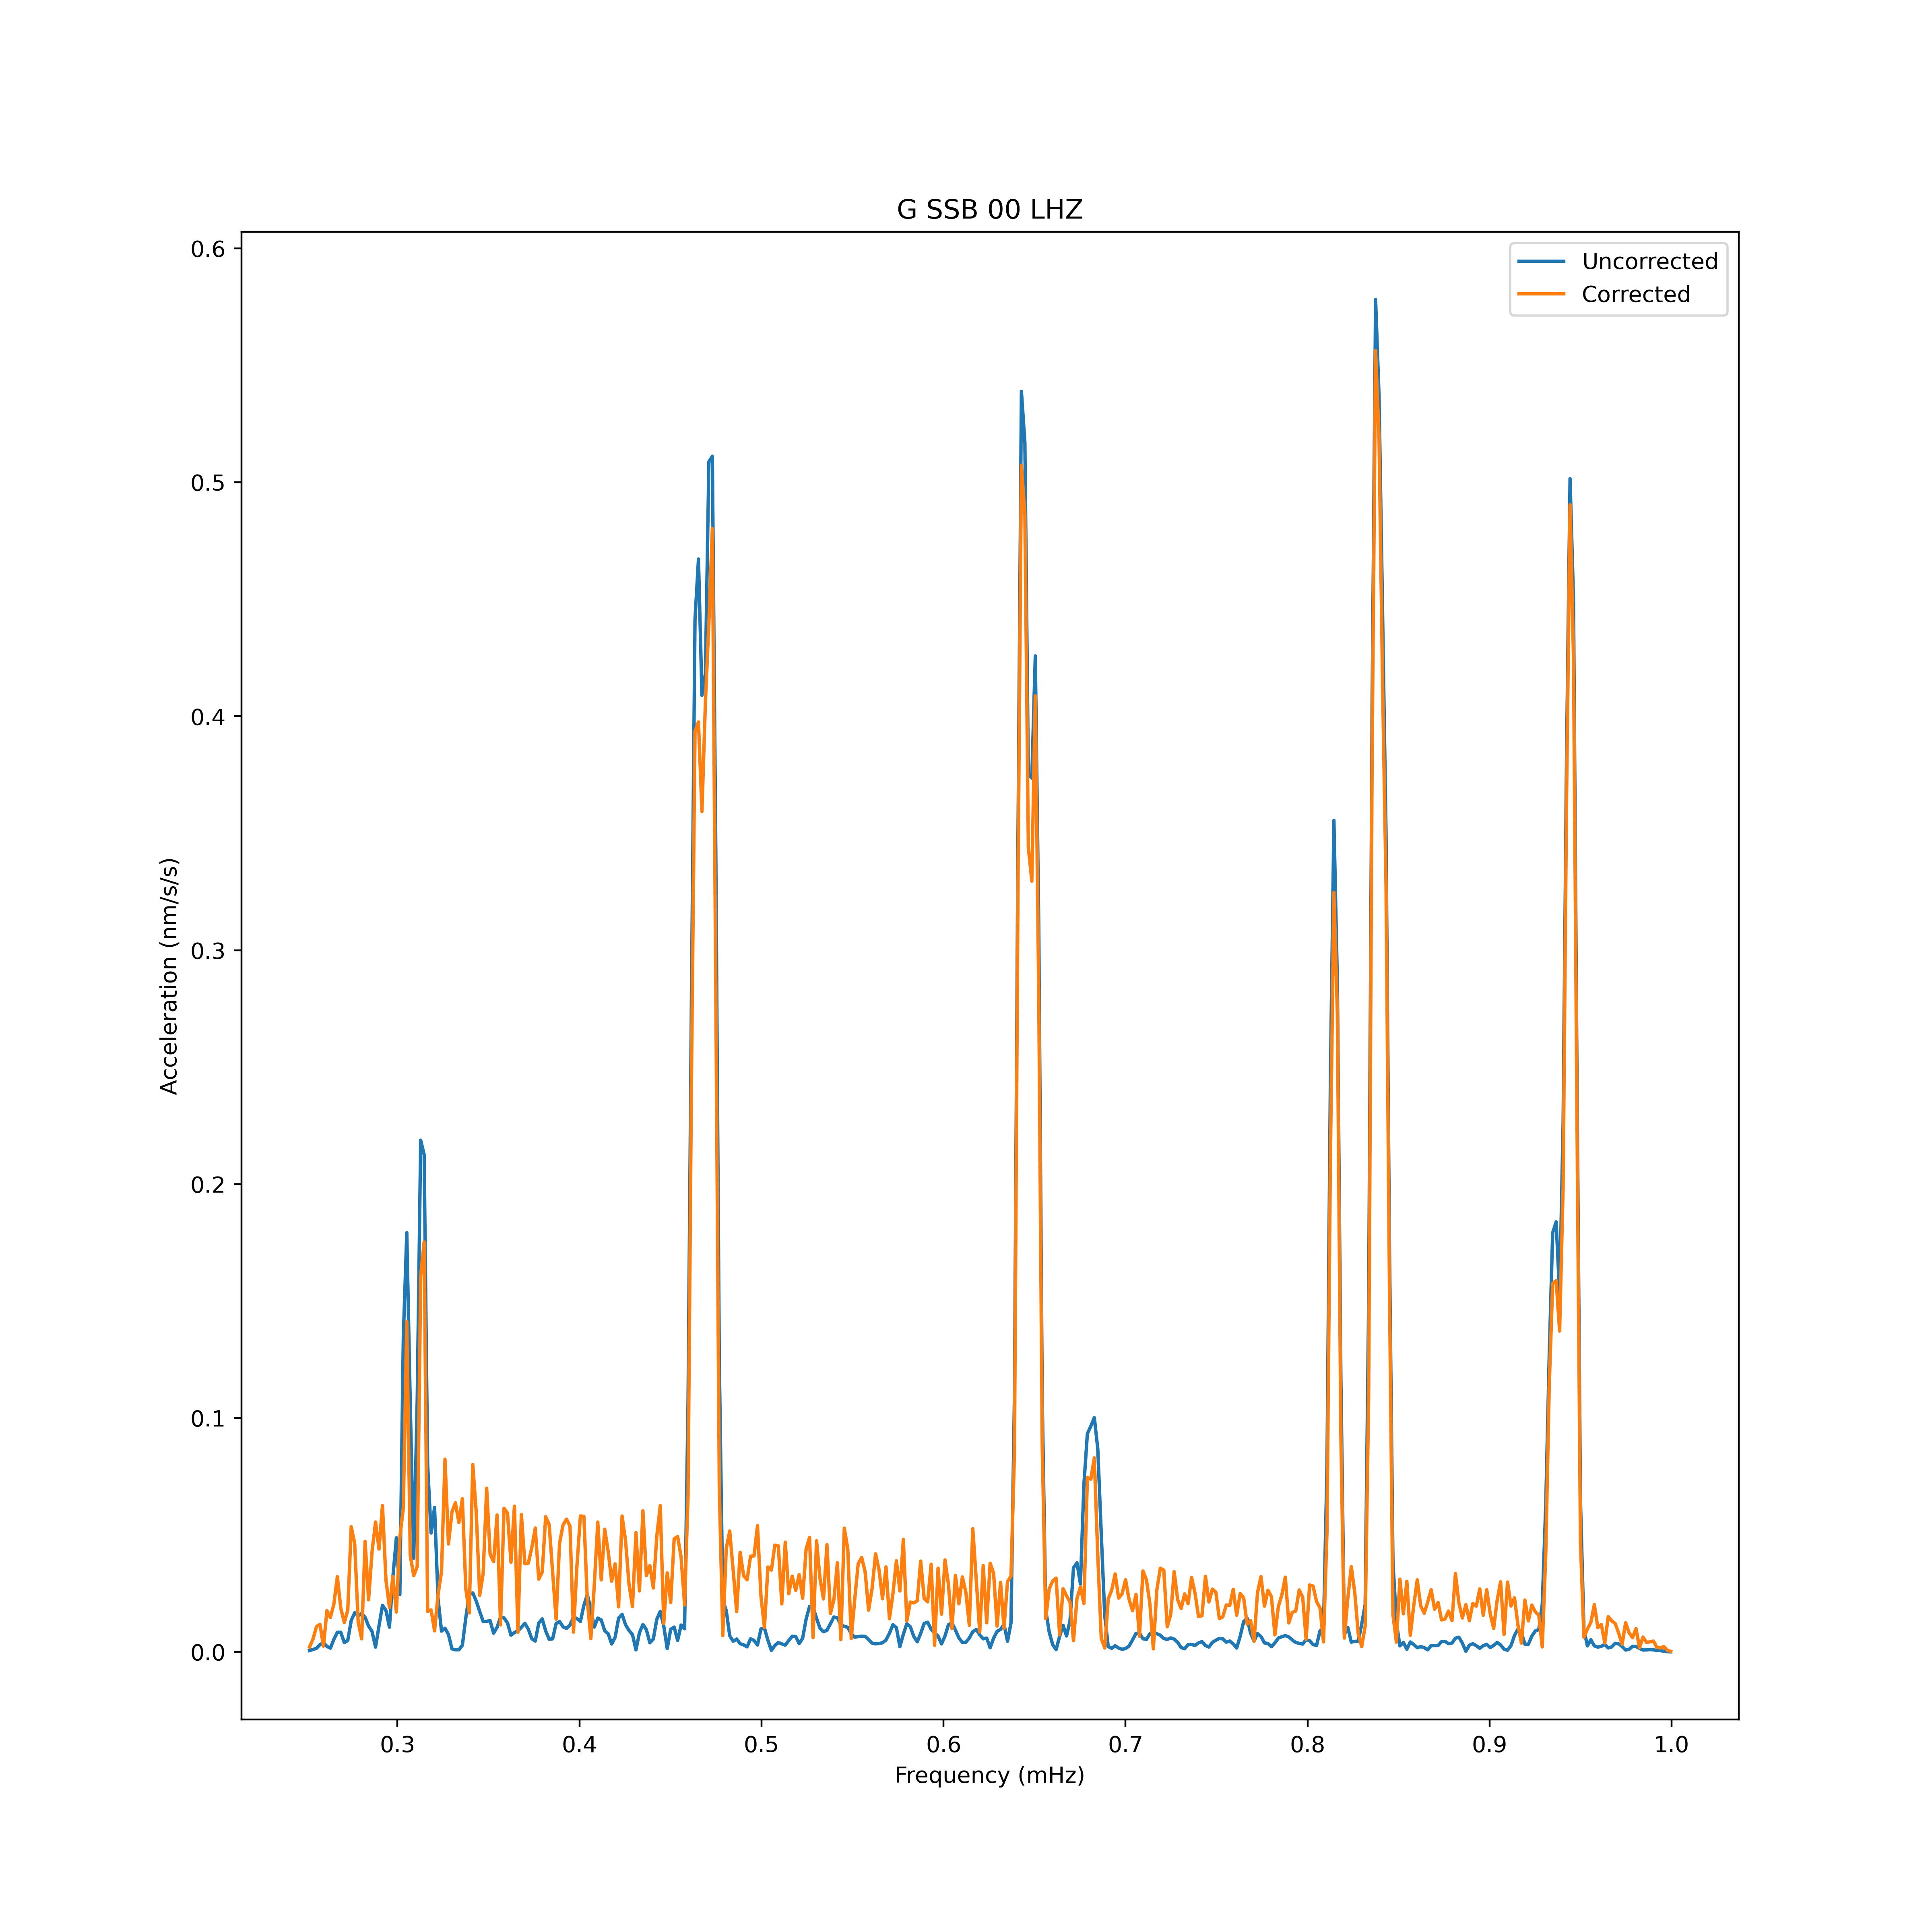 G SSB 00 LHZ
Uncorrected
Corrected
0.6
0.5
0.4
0.3
0.2
0.1
0.0
Acceleration (nm/s/s)
0.3 0.4 0.5 0.6 0.7 0.8 0.9 1.0
Frequency (mHz)